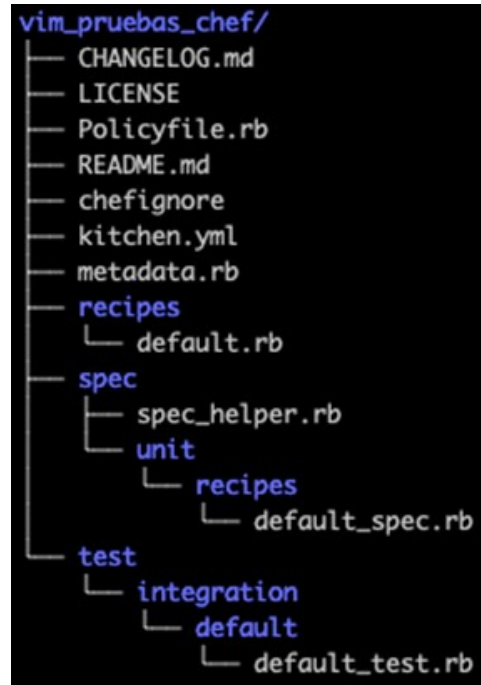 vim_pruebas_chef/
├── CHANGELOG.md
├── LICENSE
├── Policyfile.rb
├── README.md
├── chefignore
├── kitchen.yml
├── metadata.rb
├── recipes
│   └── default.rb
├── spec
│   ├── spec_helper.rb
│   └── unit
│       └── recipes
│           └── default_spec.rb
└── test
    └── integration
        └── default
            └── default_test.rb